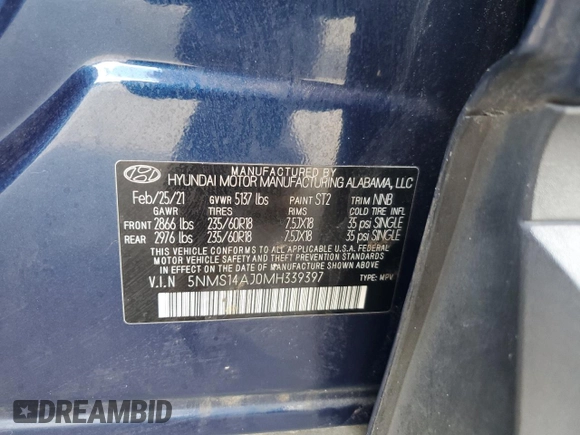 MANUFACTURED BY
HYUNDAI MOTOR MANUFACTURING ALABAMA, LLC
Feb/25/21 GVWR 5137 lbs PAINT ST2 TRIM NNB
GAWR TIRES RIMS
FRONT 2866 lbs 235/60R18 7.5JX18 35 psi SINGLE
REAR 2976 lbs 235/60R18 7.5JX18 35 psi SINGLE
THIS VEHICLE CONFORMS TO ALL APPLICABLE U.S.A. FEDERAL
MOTOR VEHICLE SAFETY AND THEFT PREVENTION STANDARDS
IN EFFECT ON THE DATE OF MANUFACTURE SHOWN ABOVE.
V.I.N 5NMS14AJ0MH339397 TYPE: MPV
DREAMBID